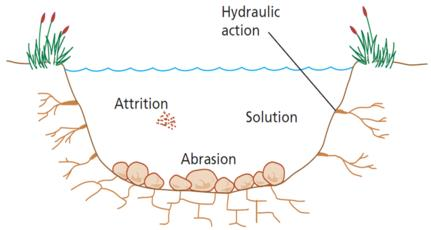 Hydraulic
action
Attrition
Solution
Abrasion